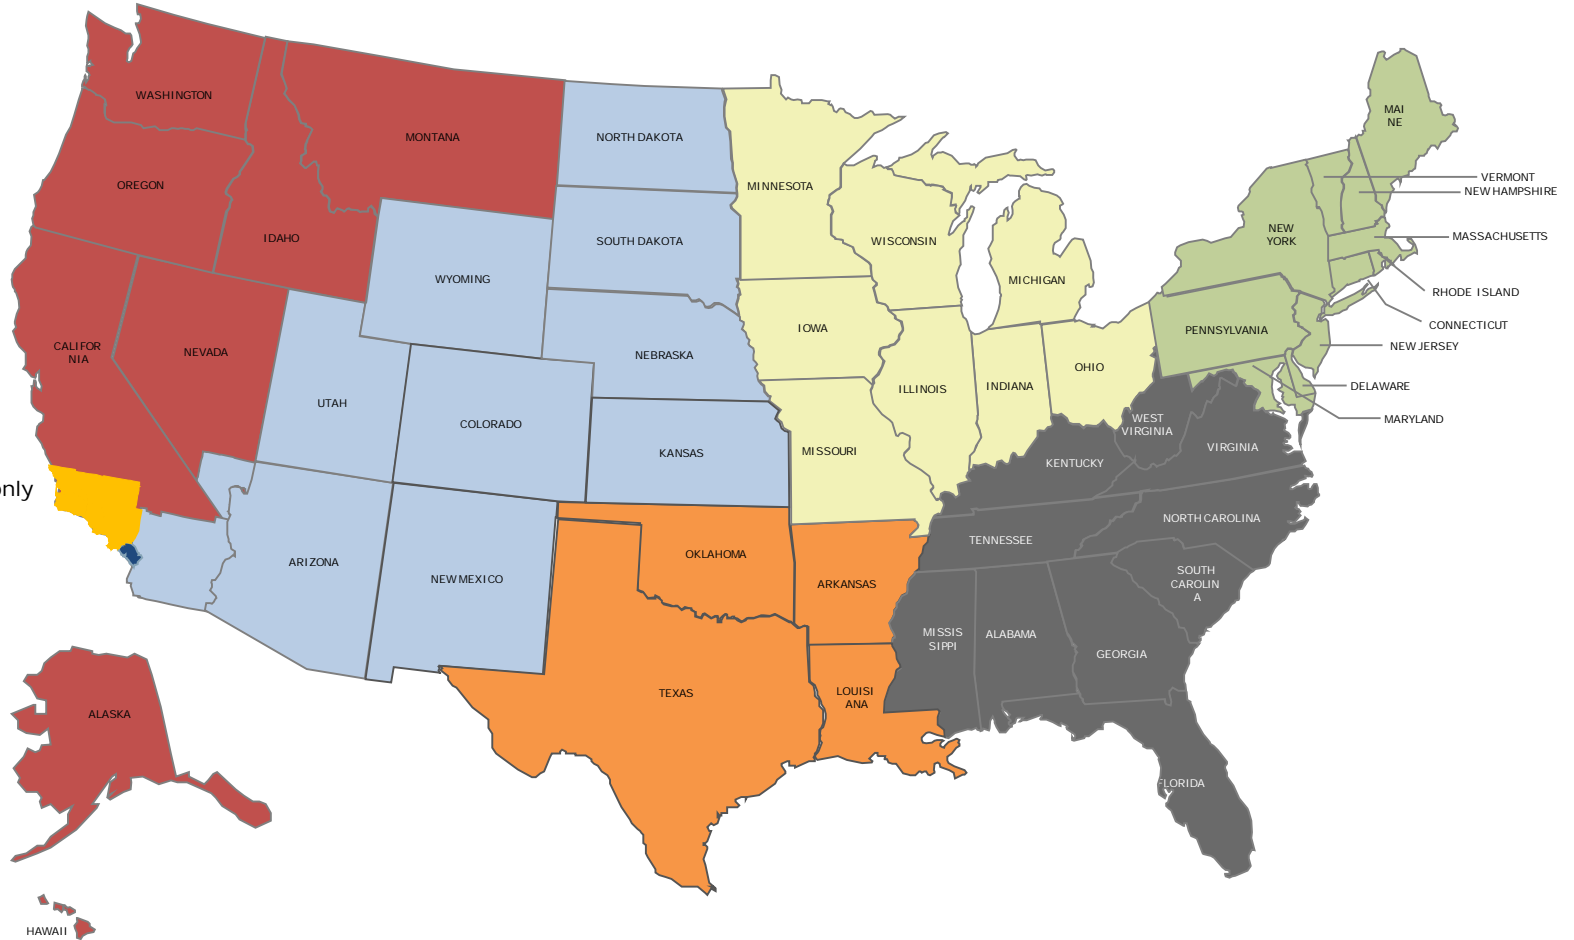 WASHINGTON
OREGON
IDAHO
MONTANA
NORTH DAKOTA
SOUTH DAKOTA
WYOMING
CALIFOR
NIA
NEVADA
UTAH
COLORADO
NEBRASKA
KANSAS
only
ARIZONA
NEW MEXICO
ALASKA
HAWAII
MINNESOTA
WISCONSIN
MICHIGAN
IOWA
ILLINOIS
INDIANA
OHIO
MISSOURI
OKLAHOMA
ARKANSAS
TEXAS
LOUISI
ANA
WEST
VIRGINIA
KENTUCKY
VIRGINIA
NORTH CAROLINA
TENNESSEE
SOUTH
CAROLIN
A
MISSIS
SIPPI
ALABAMA
GEORGIA
FLORIDA
MAI
NE
NEW
YORK
PENNSYLVANIA
VERMONT
NEW HAMPSHIRE
MASSACHUSETTS
RHODE ISLAND
CONNECTICUT
NEW JERSEY
DELAWARE
MARYLAND